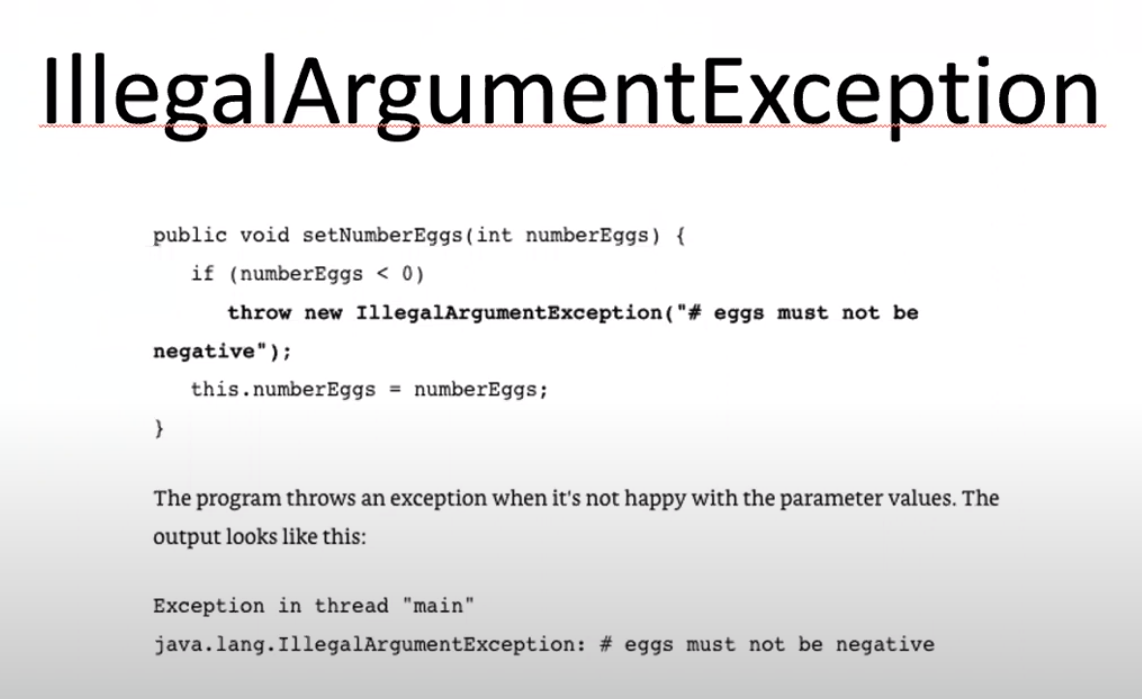 IllegalArgumentException
public void setNumberEggs(int numberEggs) {
if (numberEggs < 0)
throw new IllegalArgumentException("# eggs must not be
negative");
this.numberEggs = numberEggs;
}
The program throws an exception when it's not happy with the parameter values. The
output looks like this:
Exception in thread "main"
java.lang.IllegalArgumentException: # eggs must not be negative